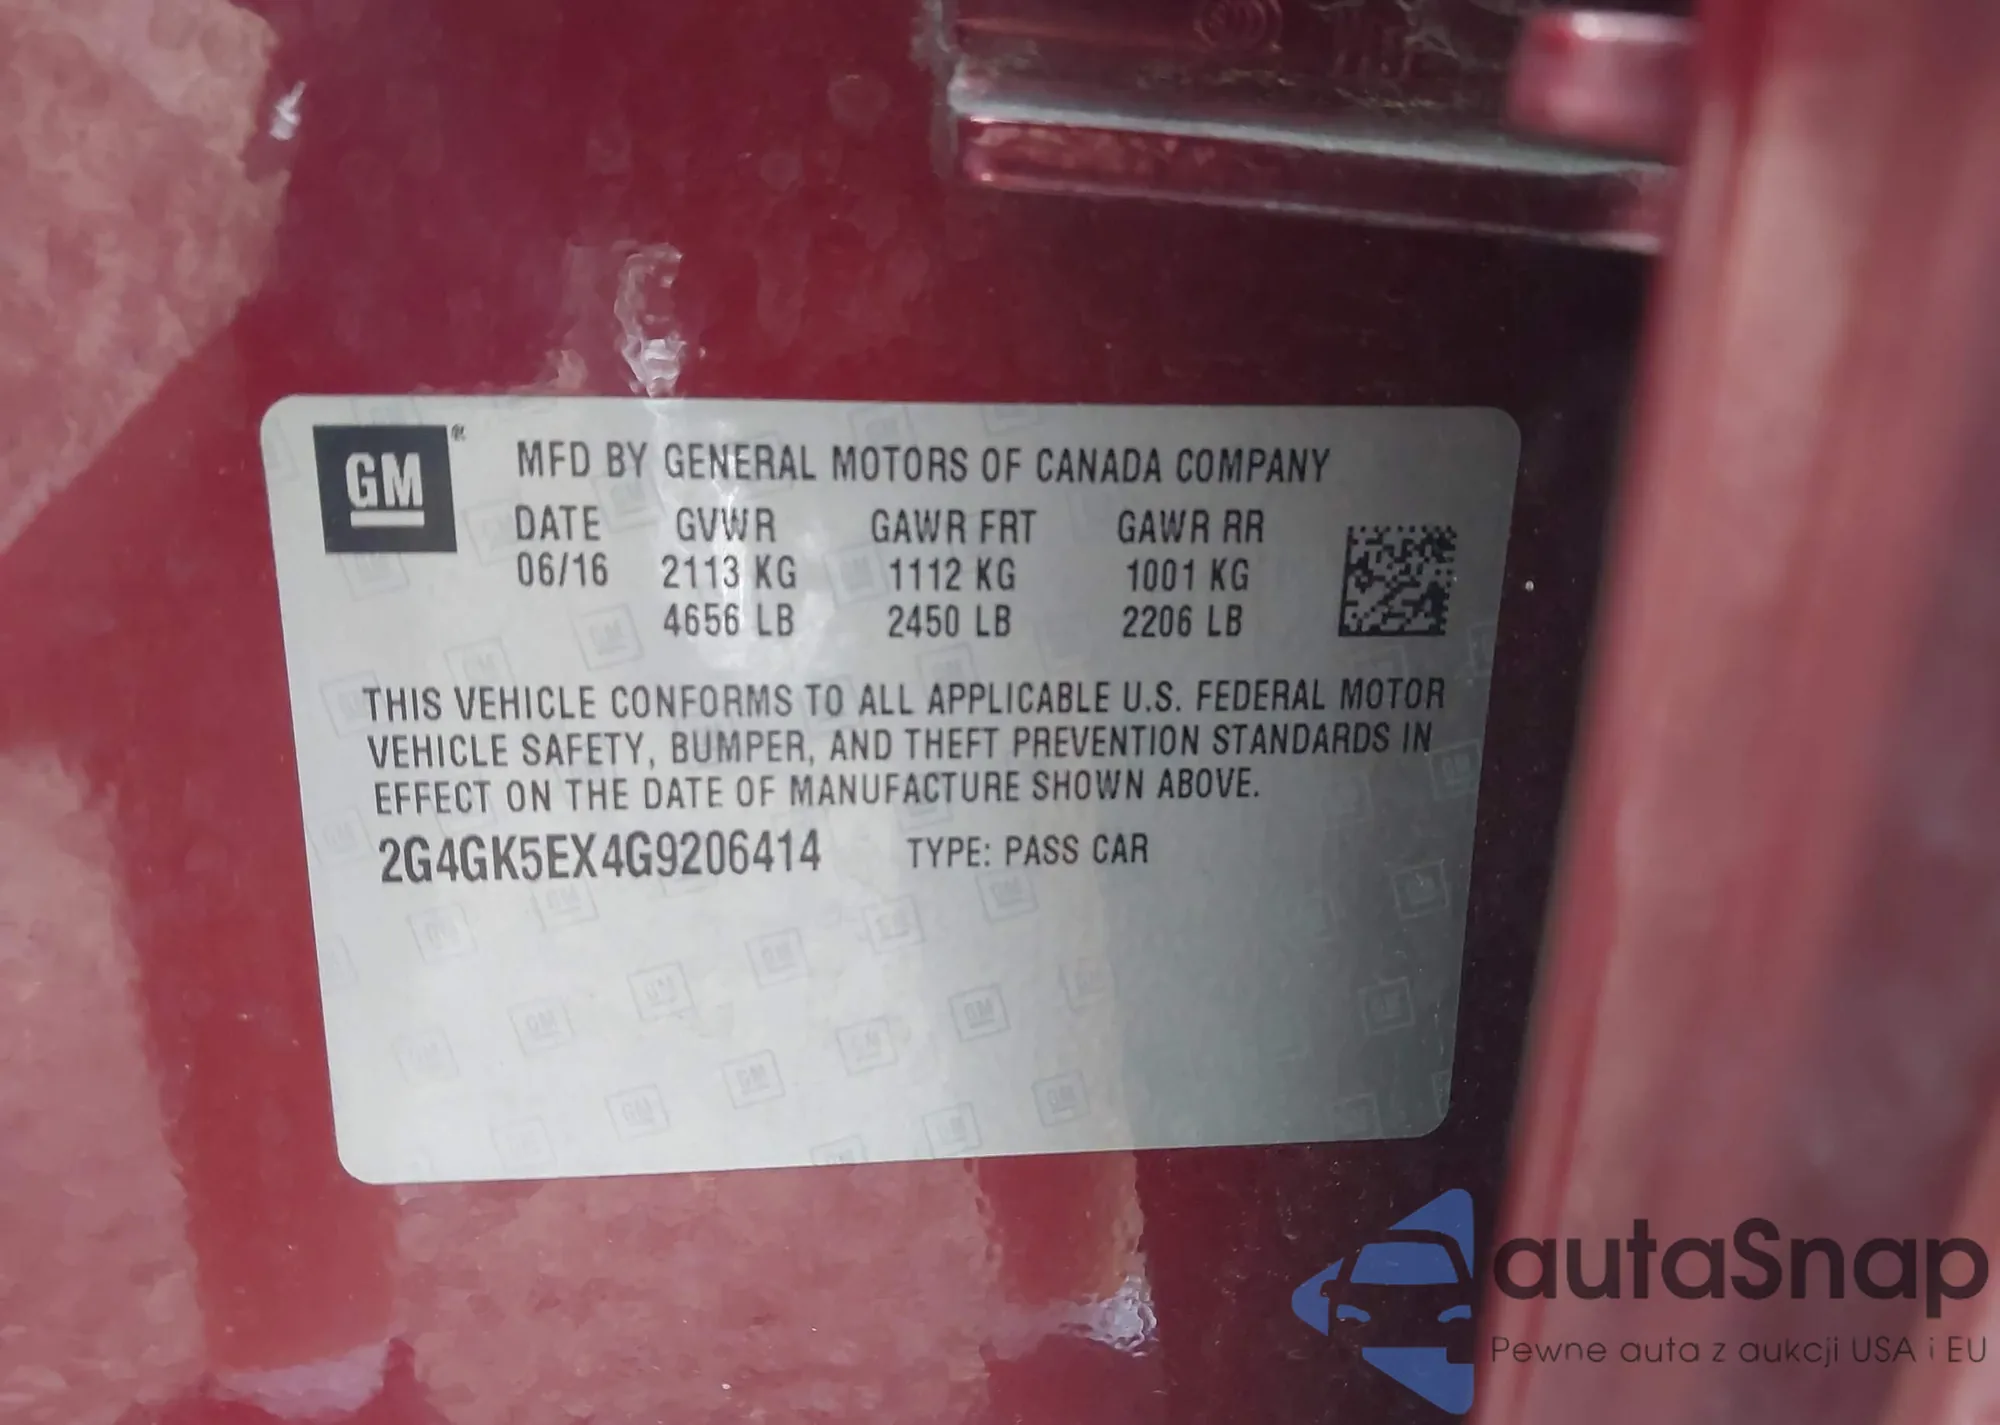 GM®
MFD BY GENERAL MOTORS OF CANADA COMPANY
DATE GVWR GAWR FRT GAWR RR
06/16 2113 KG 1112 KG 1001 KG
4656 LB 2450 LB 2206 LB
THIS VEHICLE CONFORMS TO ALL APPLICABLE U.S. FEDERAL MOTOR
VEHICLE SAFETY, BUMPER, AND THEFT PREVENTION STANDARDS IN
EFFECT ON THE DATE OF MANUFACTURE SHOWN ABOVE.
2G4GK5EX4G9206414 TYPE: PASS CAR
autaSnap
Pewne auta z aukcji USA i EU